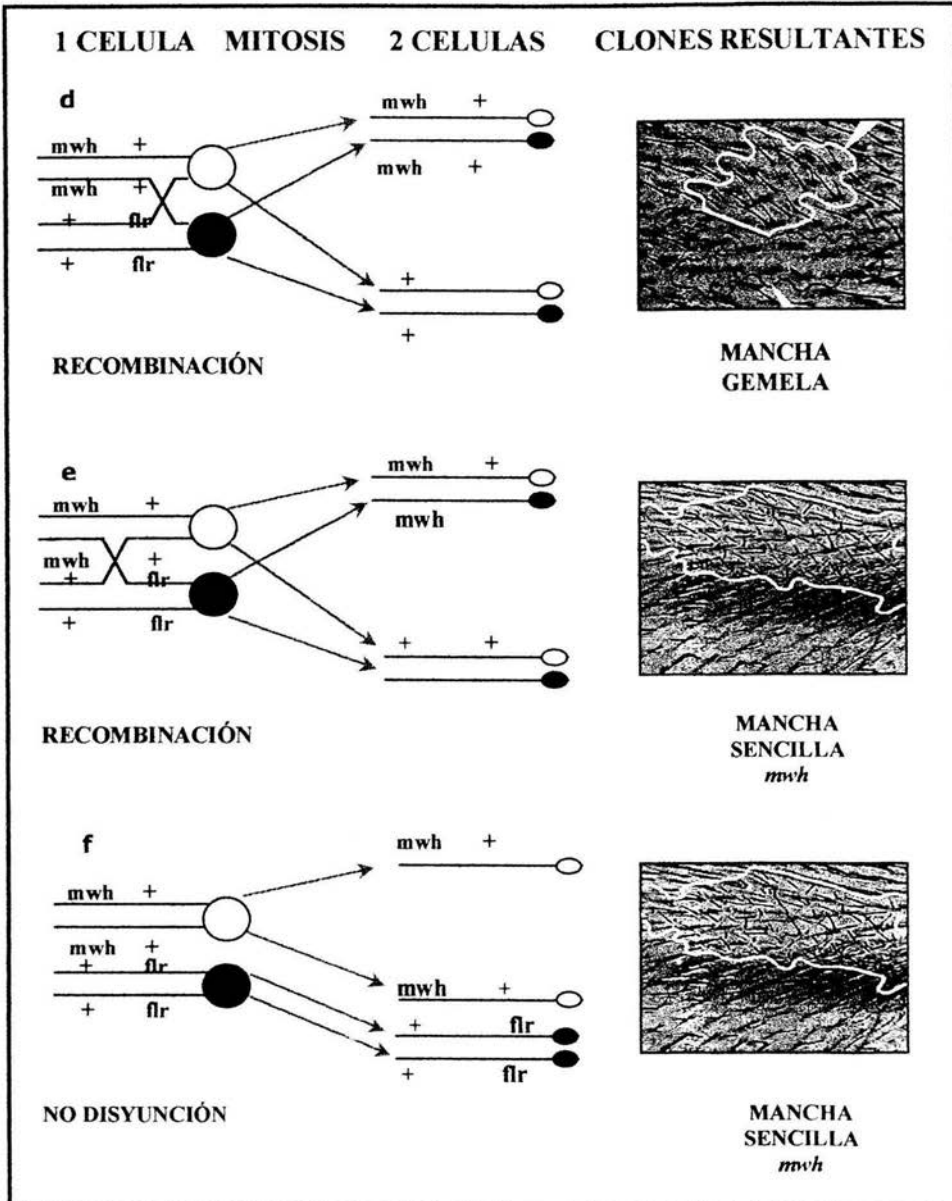 1 CELULA MITOSIS 2 CELULAS CLONES RESULTANTES
d
mwh +
mwh +
+ flr
+ flr
mwh +
mwh +
+
+
RECOMBINACIÓN
MANCHA
GEMELA
e
mwh +
mwh +
+ flr
+ flr
mwh +
mwh
+ +
RECOMBINACIÓN
MANCHA
SENCILLA
mwh
f
mwh +
mwh +
+ flr
+ flr
mwh +
mwh +
+ flr
+ flr
NO DISYUNCIÓN
MANCHA
SENCILLA
mwh